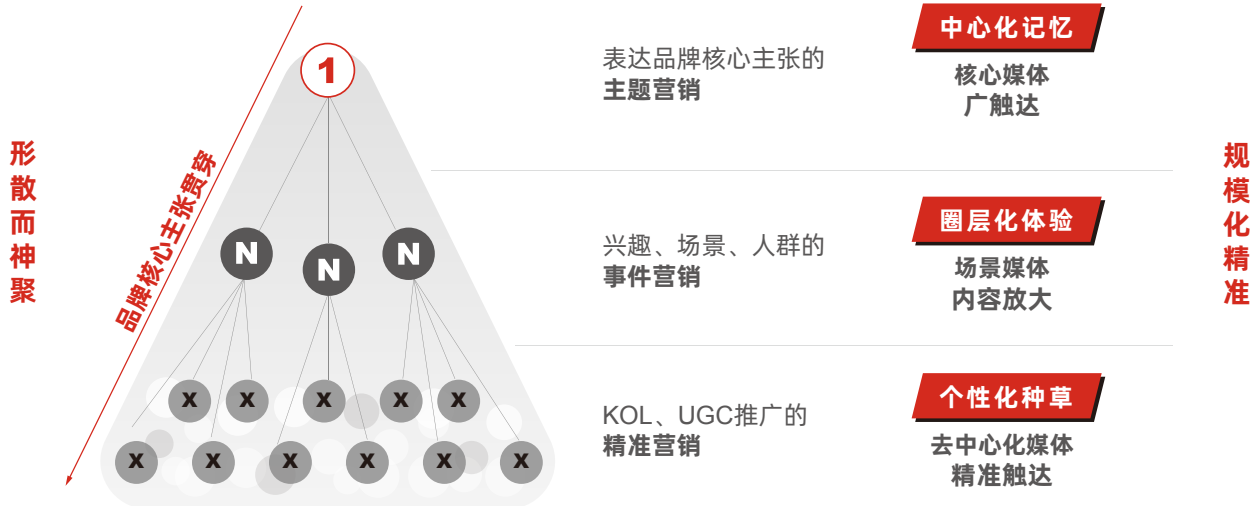 形
散
而
神
聚
品牌核心主张贯穿
1
N
N
N
X
X
X
X
X
X
X
X
X
X
X
表达品牌核心主张的
主题营销
中心化记忆
核心媒体
广触达
兴趣、场景、人群的
事件营销
圈层化体验
场景媒体
内容放大
KOL、UGC推广的
精准营销
个性化种草
去中心化媒体
精准触达
规
模
化
精
准